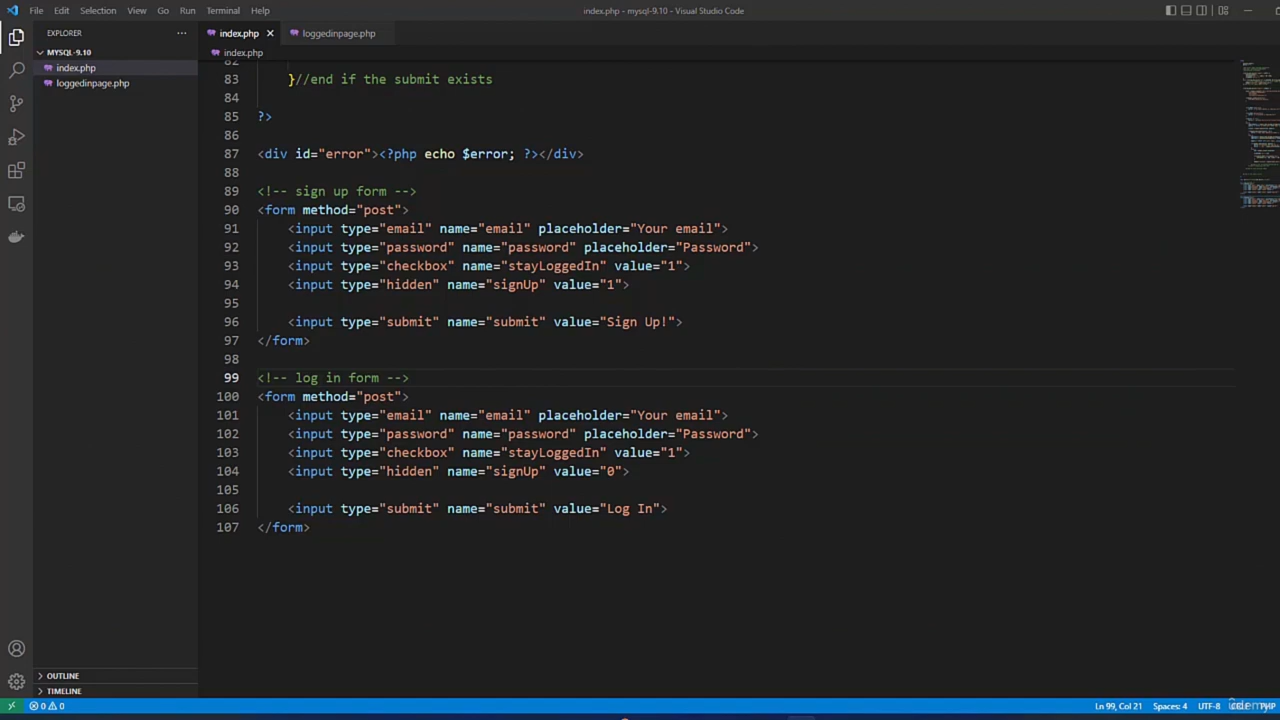 File Edit Selection View Go Run Terminal Help
index.php - mysql-9.10 - Visual Studio Code
EXPLORER ...
MYSQL-9.10
index.php
loggedinpage.php
index.php
loggedinpage.php
index.php
82
83 }//end if the submit exists
84
85 ?>
86
87 <div id="error"><?php echo $error; ?></div>
88
89 <!-- sign up form -->
90 <form method="post">
91 <input type="email" name="email" placeholder="Your email">
92 <input type="password" name="password" placeholder="Password">
93 <input type="checkbox" name="stayLoggedIn" value="1">
94 <input type="hidden" name="signUp" value="1">
95
96 <input type="submit" name="submit" value="Sign Up!">
97 </form>
98
99 <!-- log in form -->
100 <form method="post">
101 <input type="email" name="email" placeholder="Your email">
102 <input type="password" name="password" placeholder="Password">
103 <input type="checkbox" name="stayLoggedIn" value="1">
104 <input type="hidden" name="signUp" value="0">
105
106 <input type="submit" name="submit" value="Log In">
107 </form>
OUTLINE
TIMELINE
0 0
Ln 99, Col 21 Spaces: 4 UTF-8 PHP
udemy